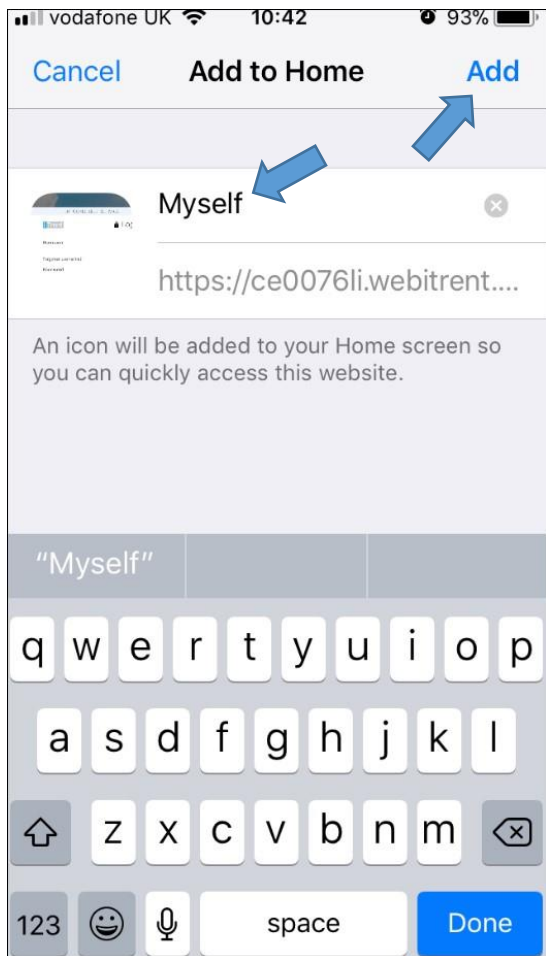 vodafone UK 10:42 93%
Cancel Add to Home Add
Myself
https://ce0076li.webitrent....
An icon will be added to your Home screen so
you can quickly access this website.
"Myself"
q w e r t y u i o p
a s d f g h j k l
z x c v b n m
123 space Done